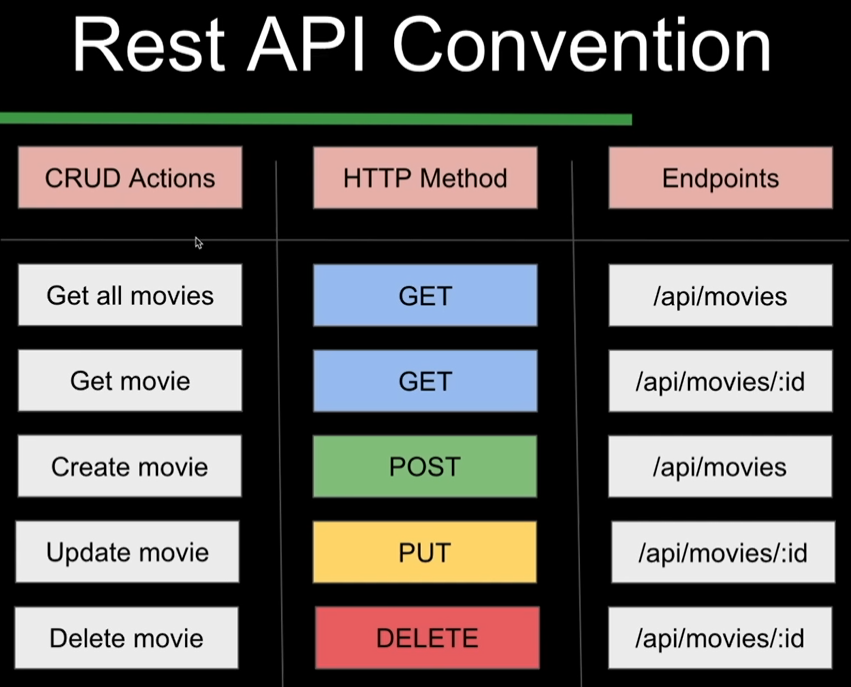 Rest API Convention
CRUD Actions HTTP Method Endpoints
Get all movies GET /api/movies
Get movie GET /api/movies/:id
Create movie POST /api/movies
Update movie PUT /api/movies/:id
Delete movie DELETE /api/movies/:id